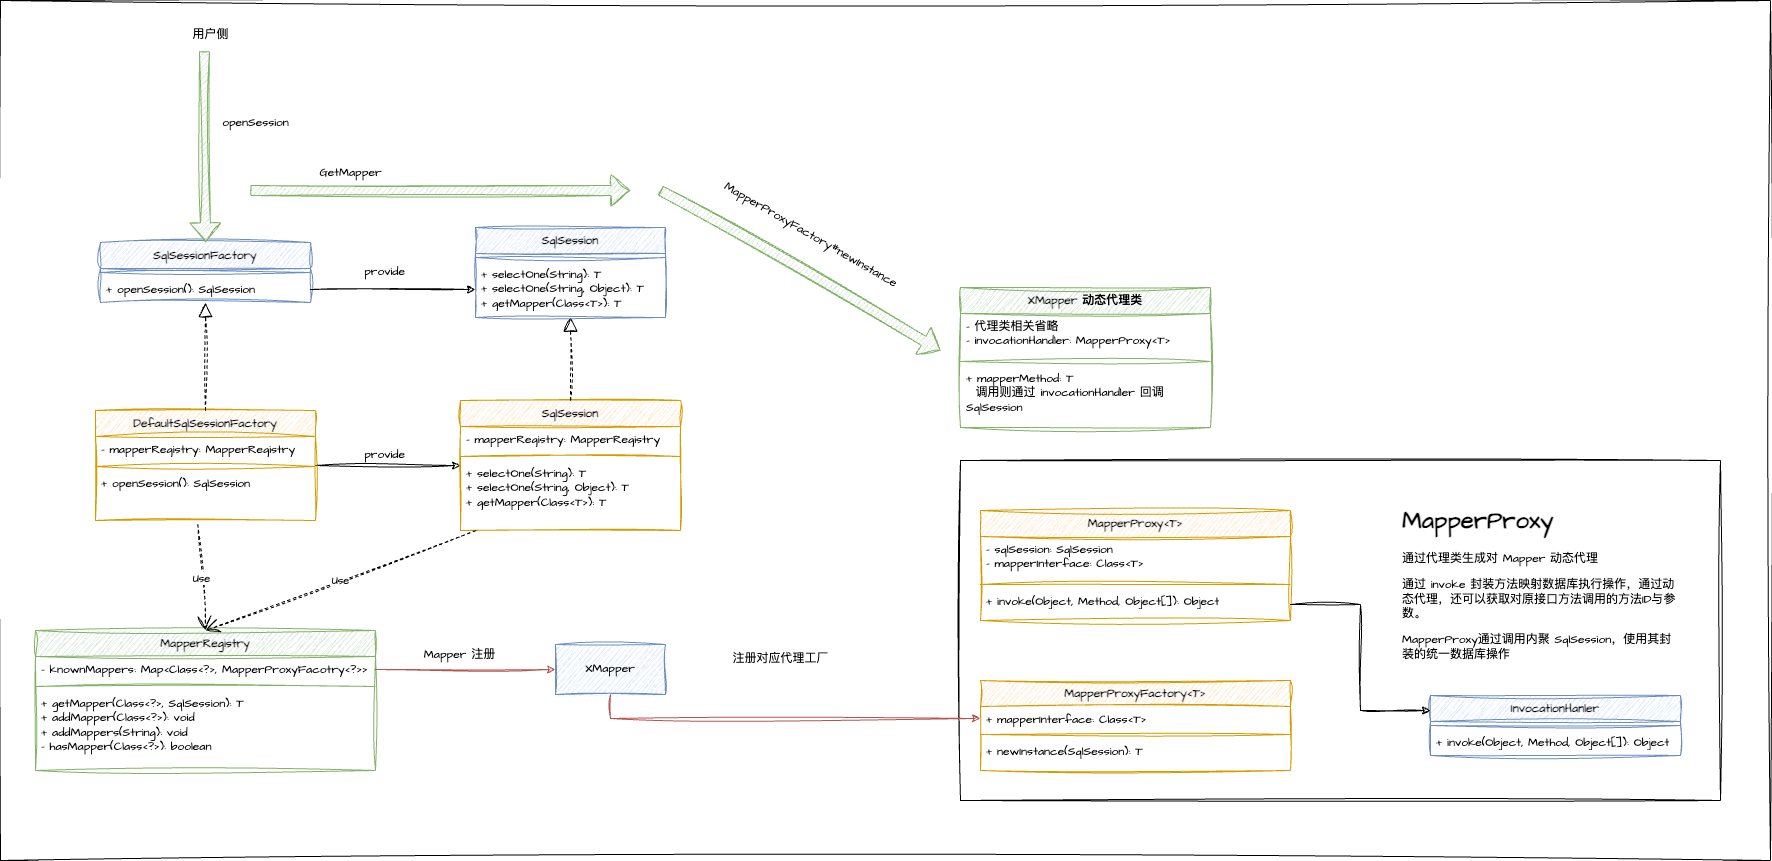 用户侧
openSession
GetMapper
MapperProxyFactory#newInstance
SqlSessionFactory
+ openSession(): SqlSession
provide
SqlSession
+ selectOne(String): T
+ selectOne(String, Object): T
+ getMapper(Class<T>): T
XMapper 动态代理类
- 代理类相关省略
- invocationHandler: MapperProxy<T>
+ mapperMethod: T
调用则通过 invocationHandler 回调
SqlSession
DefaultSqlSessionFactory
- mapperRegistry: MapperRegistry
+ openSession(): SqlSession
provide
SqlSession
- mapperRegistry: MapperRegistry
+ selectOne(String): T
+ selectOne(String, Object): T
+ getMapper(Class<T>): T
Use
Use
MapperRegistry
- knownMappers: Map<Class<?>, MapperProxyFacotry<?>>
+ getMapper(Class<?>, SqlSession): T
+ addMapper(Class<?>): void
+ addMappers(String): void
- hasMapper(Class<?>): boolean
Mapper 注册
XMapper
注册对应代理工厂
MapperProxy<T>
- sqlSession: SqlSession
- mapperInterface: Class<T>
+ invoke(Object, Method, Object[]): Object
MapperProxyFactory<T>
+ mapperInterface: Class<T>
+ newInstance(SqlSession): T
MapperProxy
通过代理类生成对 Mapper 动态代理
通过 invoke 封装方法映射数据库执行操作，通过动
态代理，还可以获取对原接口方法调用的方法ID与参
数。
MapperProxy通过调用内聚 SqlSession，使用其封
装的统一数据库操作
InvocationHanler
+ invoke(Object, Method, Object[]): Object